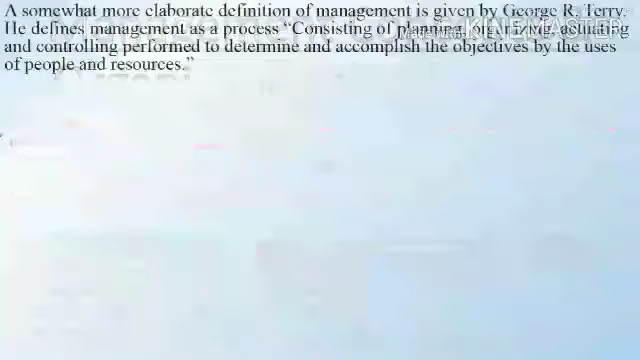 A somewhat more elaborate definition of management is given by George R. Terry.
He defines management as a process “Consisting of planning, organizing, actuating
and controlling performed to determine and accomplish the objectives by the uses
of people and resources.”
KINEMASTER